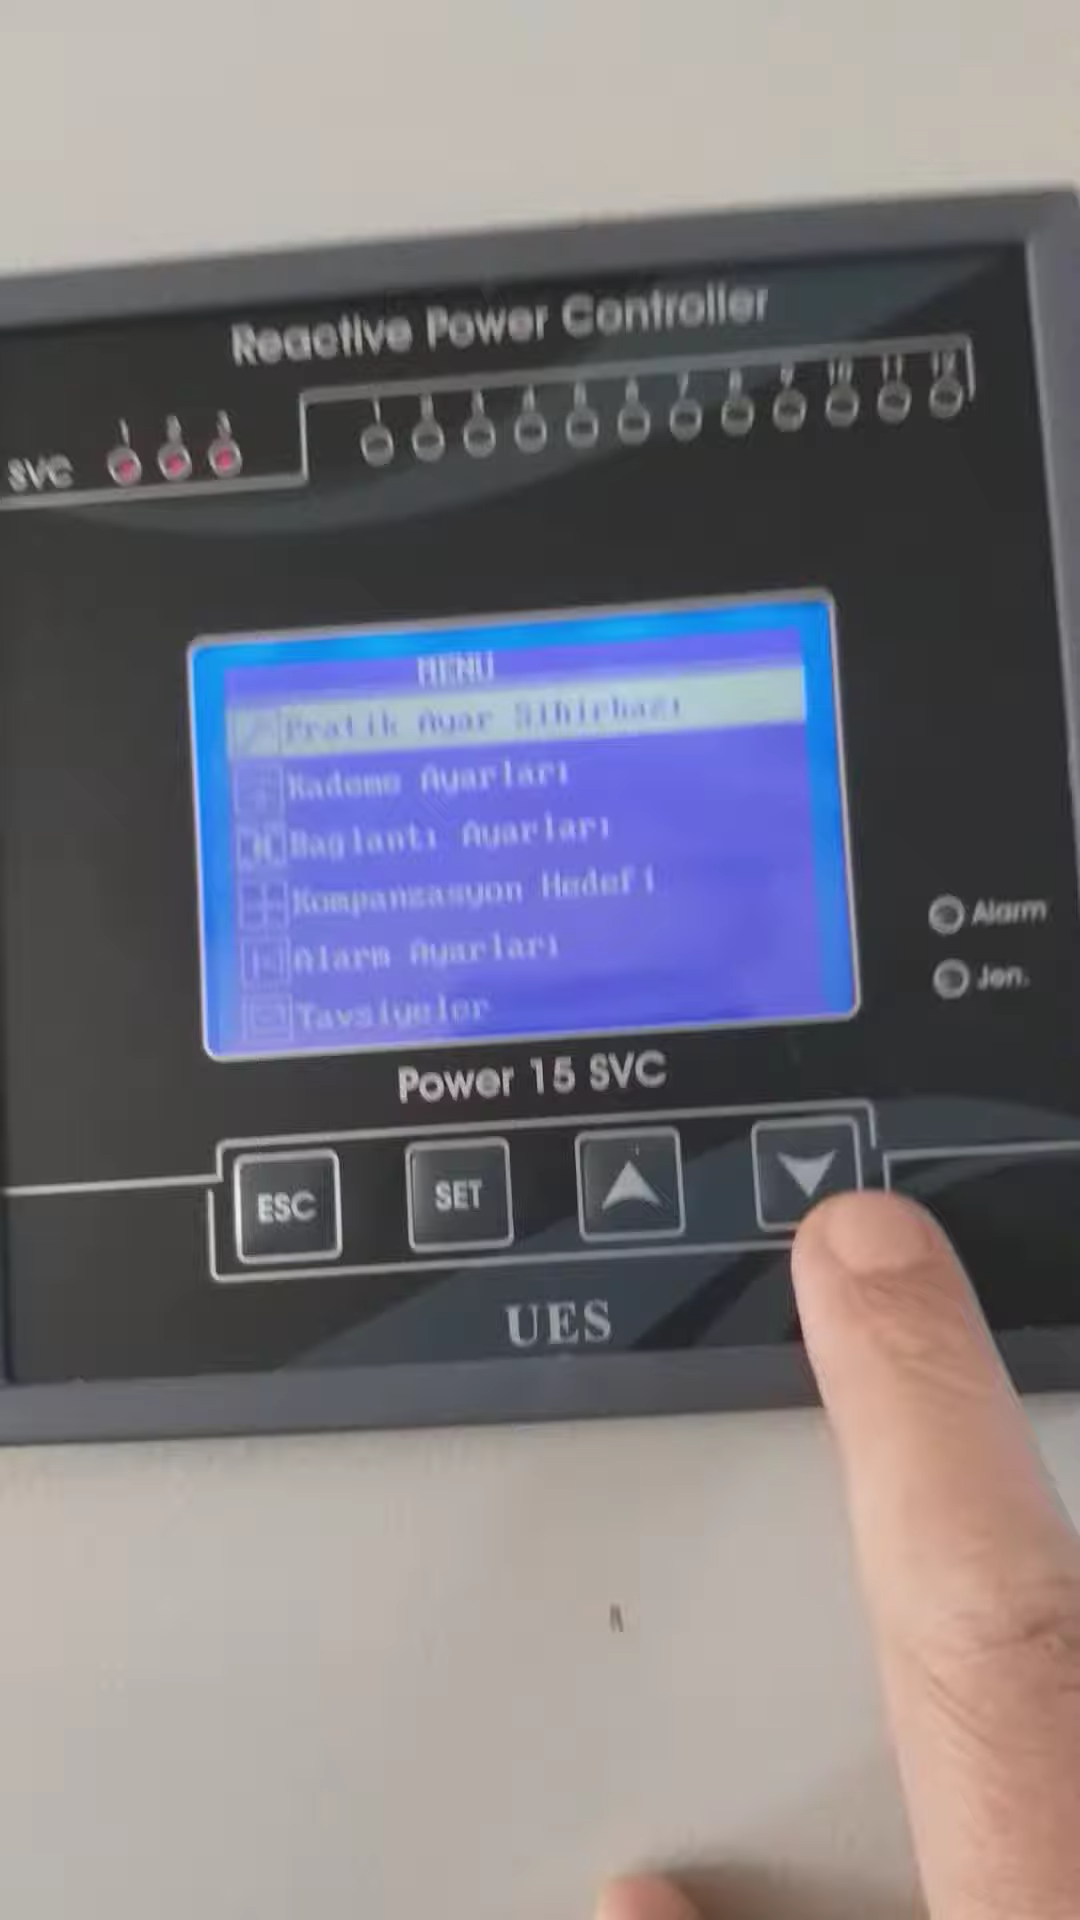 Reactive Power Controller
1 2 3 4 5 6 7 8 9 10 11 12
1 2 3
SVC
MENU
Pratik Ayar Sihirbazı
Kademe Ayarları
Bağlantı Ayarları
Kompanzasyon Hedefi
Alarm Ayarları
Tavsiyeler
Alarm
Jen.
Power 15 SVC
ESC
SET
UES